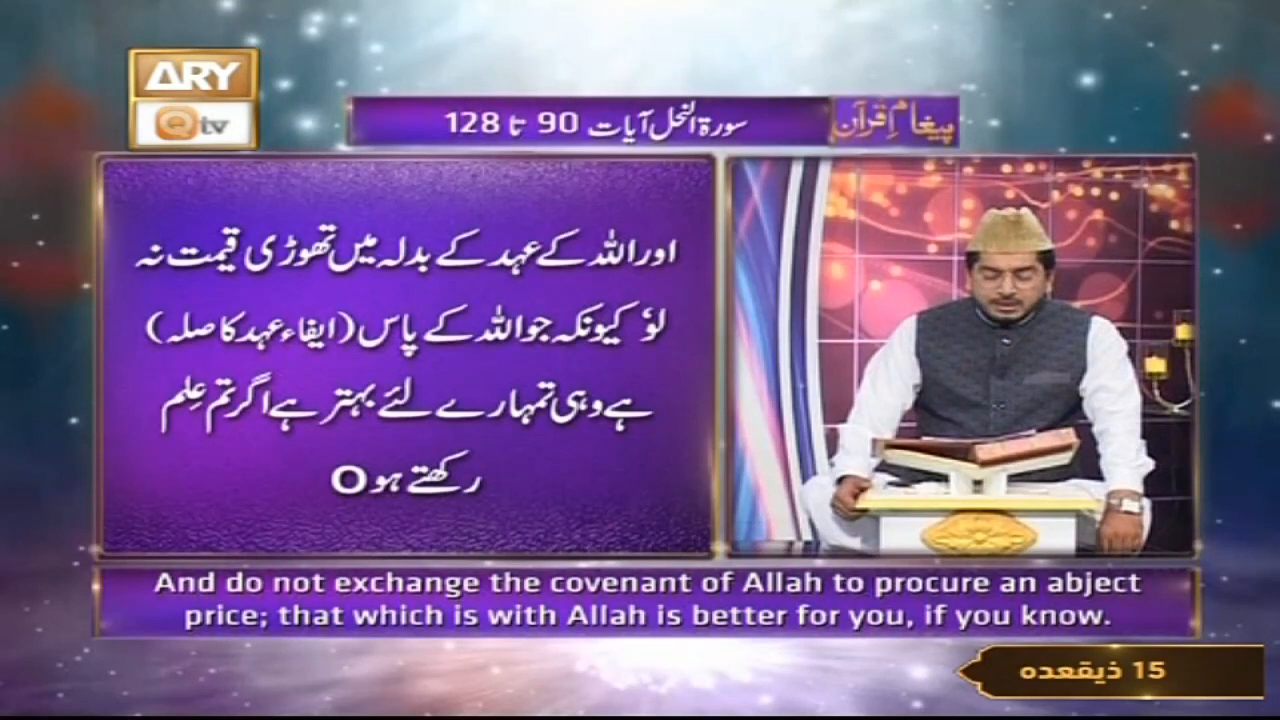 ARY
Qtv
پیغامِ قرآن
سورۃ النحل آیات 90 تا 128
اور اللہ کے عہد کے بدلہ میں تھوڑی قیمت نہ
لو، کیونکہ جو اللہ کے پاس (ایفاء عہد کا صلہ)
ہے وہی تمہارے لئے بہتر ہے اگر تم عِلم
رکھتے ہوO
And do not exchange the covenant of Allah to procure an abject
price; that which is with Allah is better for you, if you know.
15 ذیقعدہ